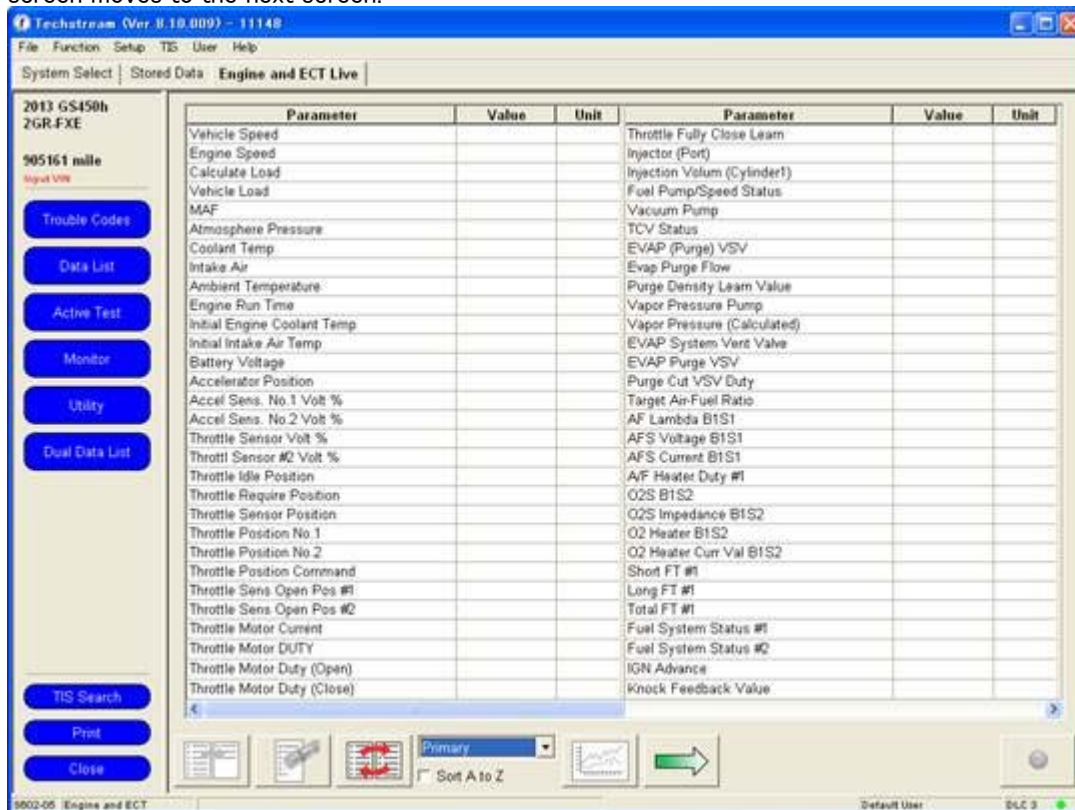 screen moves to the next screen.
Techstream (Ver 8.10.009) - 11148
File Function Setup TIS User Help
System Select Stored Data Engine and ECT Live
2013 GS450h
2GR-FXE
905161 mile
Input VIN
Trouble Codes
Data List
Active Test
Monitor
Utility
Dual Data List
TIS Search
Print
Close
Parameter Value Unit Parameter Value Unit
Vehicle Speed Throttle Fully Close Learn
Engine Speed Injector (Port)
Calculate Load Injection Volum (Cylinder1)
Vehicle Load Fuel Pump/Speed Status
MAF Vacuum Pump
Atmosphere Pressure TCV Status
Coolant Temp EVAP (Purge) VSV
Intake Air Evap Purge Flow
Ambient Temperature Purge Density Learn Value
Engine Run Time Vapor Pressure Pump
Initial Engine Coolant Temp Vapor Pressure (Calculated)
Initial Intake Air Temp EVAP System Vent Valve
Battery Voltage EVAP Purge VSV
Accelerator Position Purge Cut VSV Duty
Accel Sens. No.1 Volt % Target Air-Fuel Ratio
Accel Sens. No.2 Volt % AF Lambda B1S1
Throttle Sensor Volt % AFS Voltage B1S1
Throttl Sensor #2 Volt % AFS Current B1S1
Throttle Idle Position A/F Heater Duty #1
Throttle Require Position O2S B1S2
Throttle Sensor Position O2S Impedance B1S2
Throttle Position No.1 O2 Heater B1S2
Throttle Position No.2 O2 Heater Curr Val B1S2
Throttle Position Command Short FT #1
Throttle Sens Open Pos #1 Long FT #1
Throttle Sens Open Pos #2 Total FT #1
Throttle Motor Current Fuel System Status #1
Throttle Motor DUTY Fuel System Status #2
Throttle Motor Duty (Open) IGN Advance
Throttle Motor Duty (Close) Knock Feedback Value
Primary
Sort A to Z
S602-05 Engine and ECT Default User DLC 3